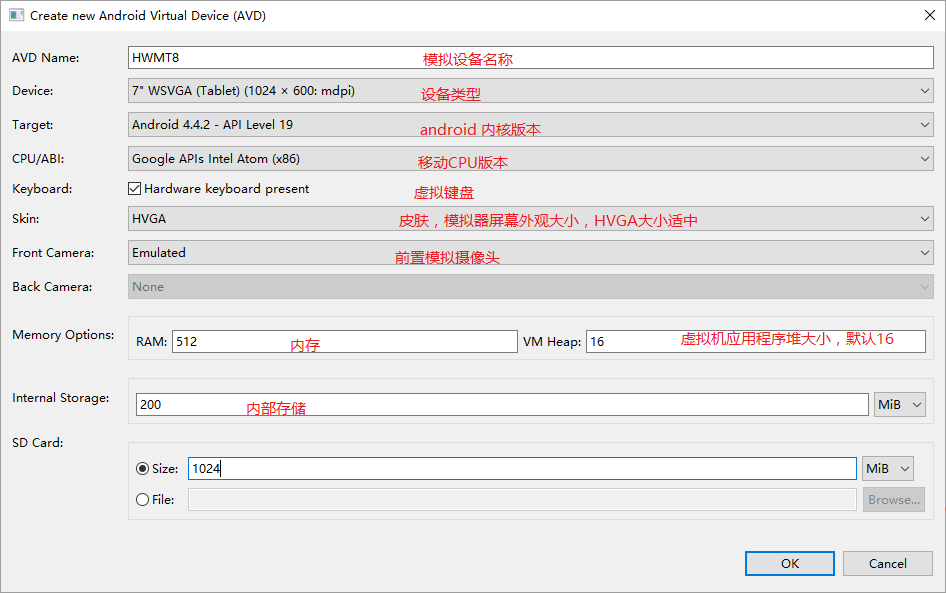 Create new Android Virtual Device (AVD)
AVD Name: HWMT8 模拟设备名称
Device: 7" WSVGA (Tablet) (1024 × 600: mdpi) 设备类型
Target: Android 4.4.2 - API Level 19 android 内核版本
CPU/ABI: Google APIs Intel Atom (x86) 移动CPU版本
Keyboard: Hardware keyboard present 虚拟键盘
Skin: HVGA 皮肤，模拟器屏幕外观大小，HVGA大小适中
Front Camera: Emulated 前置模拟摄像头
Back Camera: None
Memory Options: RAM: 512 内存 VM Heap: 16 虚拟机应用程序堆大小，默认16
Internal Storage: 200 内部存储 MiB
SD Card:
Size: 1024 MiB
File: Browse...
OK Cancel